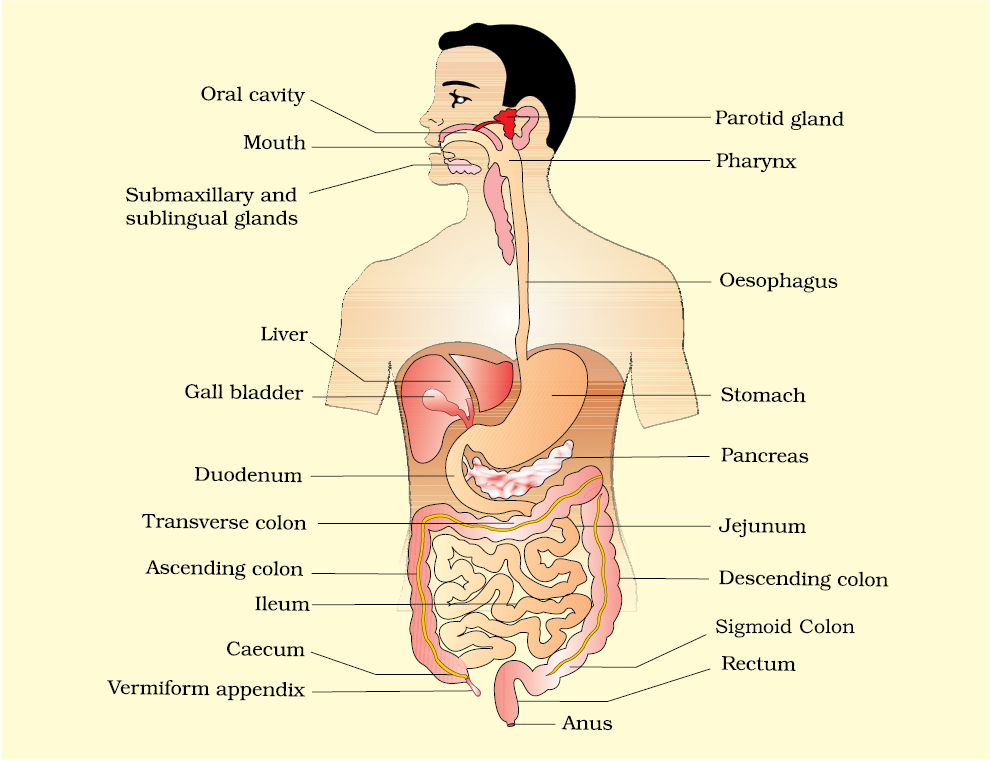 Oral cavity
Mouth
Submaxillary and
sublingual glands
Liver
Gall bladder
Duodenum
Transverse colon
Ascending colon
Ileum
Caecum
Vermiform appendix
Parotid gland
Pharynx
Oesophagus
Stomach
Pancreas
Jejunum
Descending colon
Sigmoid Colon
Rectum
Anus